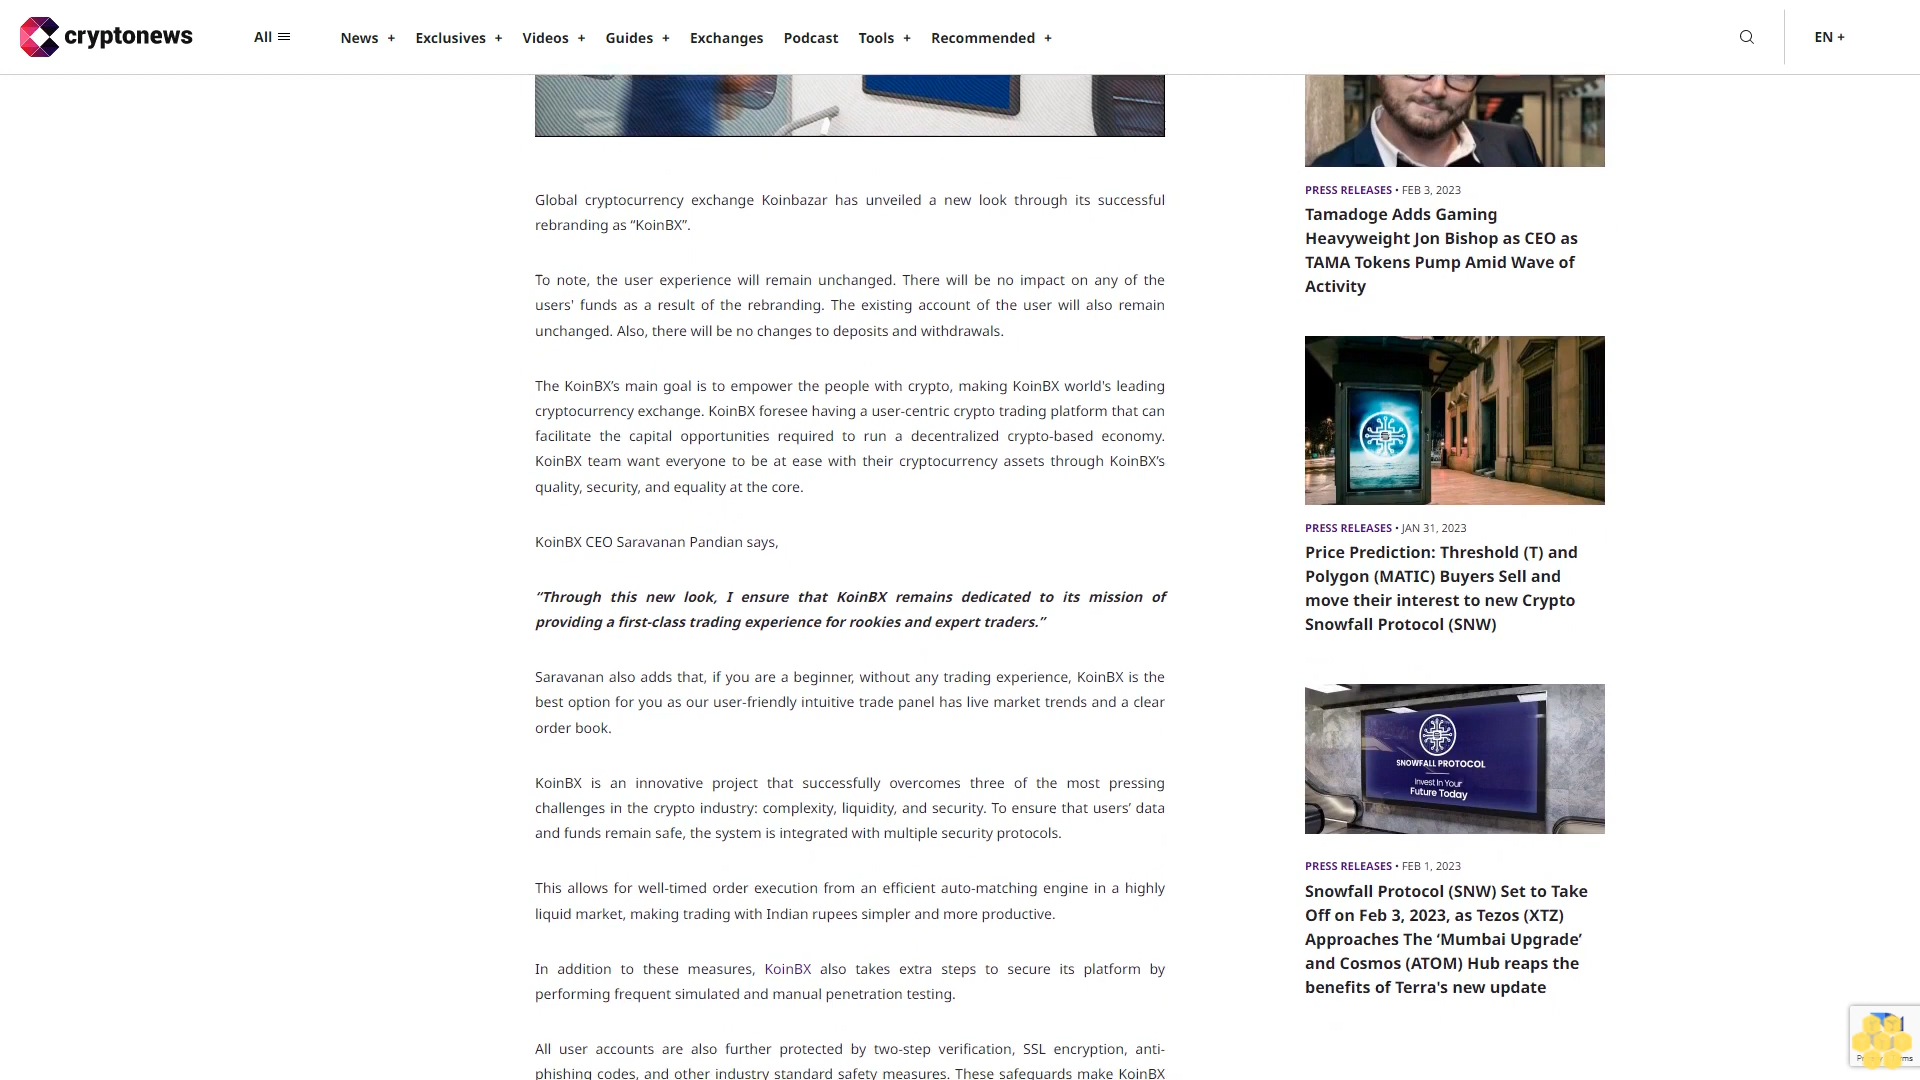 cryptonews
All
News +
Exclusives +
Videos +
Guides +
Exchanges
Podcast
Tools +
Recommended +
EN +
Global cryptocurrency exchange Koinbazar has unveiled a new look through its successful
rebranding as “KoinBX”.
To note, the user experience will remain unchanged. There will be no impact on any of the
users' funds as a result of the rebranding. The existing account of the user will also remain
unchanged. Also, there will be no changes to deposits and withdrawals.
The KoinBX’s main goal is to empower the people with crypto, making KoinBX world's leading
cryptocurrency exchange. KoinBX foresee having a user-centric crypto trading platform that can
facilitate the capital opportunities required to run a decentralized crypto-based economy.
KoinBX team want everyone to be at ease with their cryptocurrency assets through KoinBX’s
quality, security, and equality at the core.
KoinBX CEO Saravanan Pandian says,
“Through this new look, I ensure that KoinBX remains dedicated to its mission of
providing a first-class trading experience for rookies and expert traders.”
Saravanan also adds that, if you are a beginner, without any trading experience, KoinBX is the
best option for you as our user-friendly intuitive trade panel has live market trends and a clear
order book.
KoinBX is an innovative project that successfully overcomes three of the most pressing
challenges in the crypto industry: complexity, liquidity, and security. To ensure that users’ data
and funds remain safe, the system is integrated with multiple security protocols.
This allows for well-timed order execution from an efficient auto-matching engine in a highly
liquid market, making trading with Indian rupees simpler and more productive.
In addition to these measures, KoinBX also takes extra steps to secure its platform by
performing frequent simulated and manual penetration testing.
All user accounts are also further protected by two-step verification, SSL encryption, anti-
phishing codes, and other industry standard safety measures. These safeguards make KoinBX
PRESS RELEASES • FEB 3, 2023
Tamadoge Adds Gaming
Heavyweight Jon Bishop as CEO as
TAMA Tokens Pump Amid Wave of
Activity
PRESS RELEASES • JAN 31, 2023
Price Prediction: Threshold (T) and
Polygon (MATIC) Buyers Sell and
move their interest to new Crypto
Snowfall Protocol (SNW)
SNOWFALL PROTOCOL
Invest In Your
Future Today
PRESS RELEASES • FEB 1, 2023
Snowfall Protocol (SNW) Set to Take
Off on Feb 3, 2023, as Tezos (XTZ)
Approaches The ‘Mumbai Upgrade’
and Cosmos (ATOM) Hub reaps the
benefits of Terra's new update